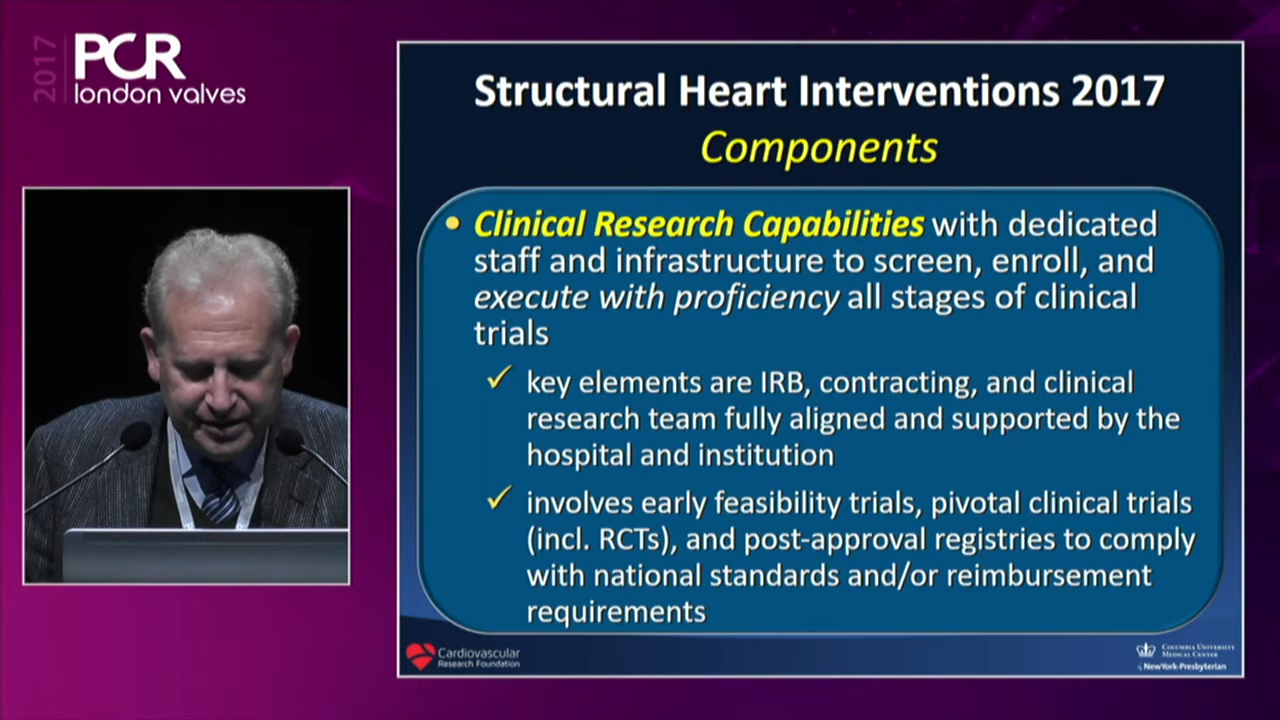 2017
PCR
london valves
Structural Heart Interventions 2017
Components
• Clinical Research Capabilities with dedicated
staff and infrastructure to screen, enroll, and
execute with proficiency all stages of clinical
trials
✓ key elements are IRB, contracting, and clinical
research team fully aligned and supported by the
hospital and institution
✓ involves early feasibility trials, pivotal clinical trials
(incl. RCTs), and post-approval registries to comply
with national standards and/or reimbursement
requirements
Cardiovascular
Research Foundation
Columbia University
Medical Center
NewYork-Presbyterian